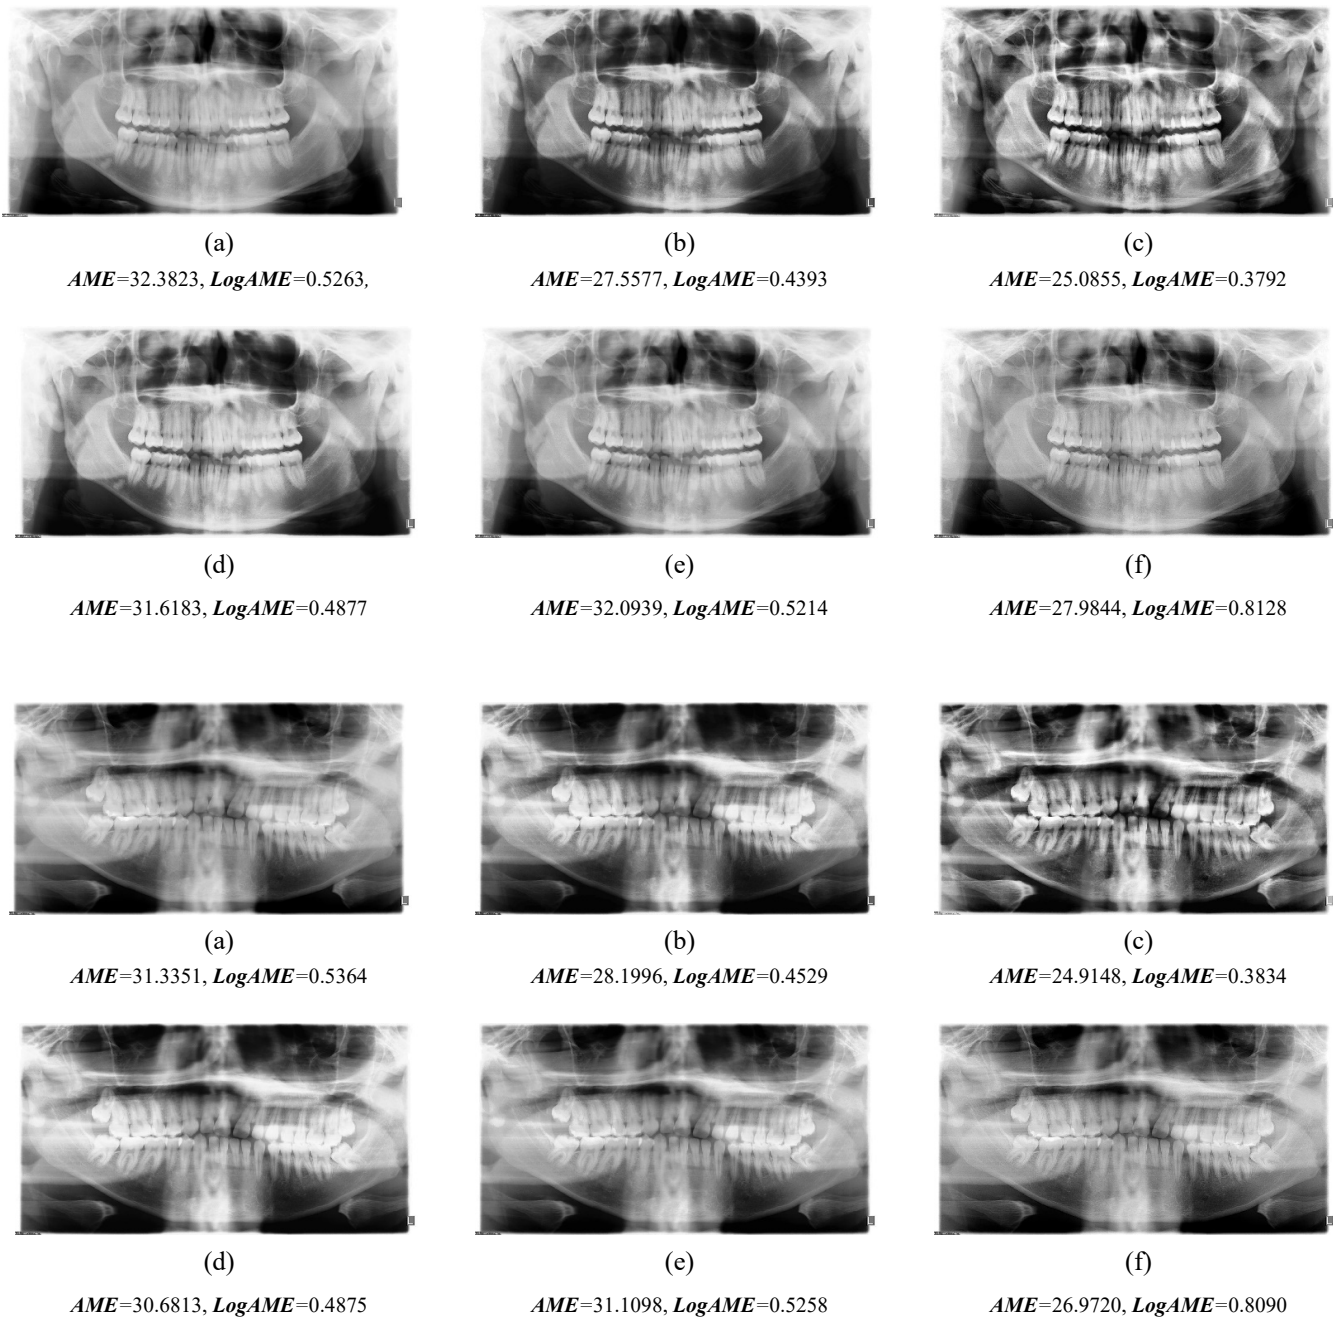 (a) (b) (c)
AME=32.3823, LogAME=0.5263, AME=27.5577, LogAME=0.4393 AME=25.0855, LogAME=0.3792
(d) (e) (f)
AME=31.6183, LogAME=0.4877 AME=32.0939, LogAME=0.5214 AME=27.9844, LogAME=0.8128
(a) (b) (c)
AME=31.3351, LogAME=0.5364 AME=28.1996, LogAME=0.4529 AME=24.9148, LogAME=0.3834
(d) (e) (f)
AME=30.6813, LogAME=0.4875 AME=31.1098, LogAME=0.5258 AME=26.9720, LogAME=0.8090